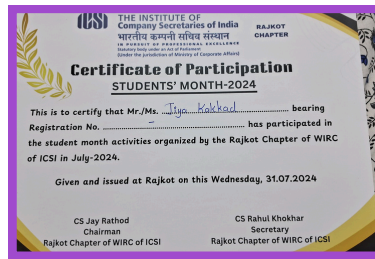 ICSI
THE INSTITUTE OF
Company Secretaries of India
भारतीय कम्पनी सचिव संस्थान
IN PURSUIT OF PROFESSIONAL EXCELLENCE
Statutory body under an Act of Parliament
(Under the jurisdiction of Ministry of Corporate Affairs)
RAJKOT
CHAPTER
Certificate of Participation
STUDENTS' MONTH-2024
This is to certify that Mr./Ms. Jiya Kakkad bearing
Registration No. - has participated in
the student month activities organized by the Rajkot Chapter of WIRC
of ICSI in July-2024.
Given and issued at Rajkot on this Wednesday, 31.07.2024
CS Jay Rathod
Chairman
Rajkot Chapter of WIRC of ICSI
CS Rahul Khokhar
Secretary
Rajkot Chapter of WIRC of ICSI